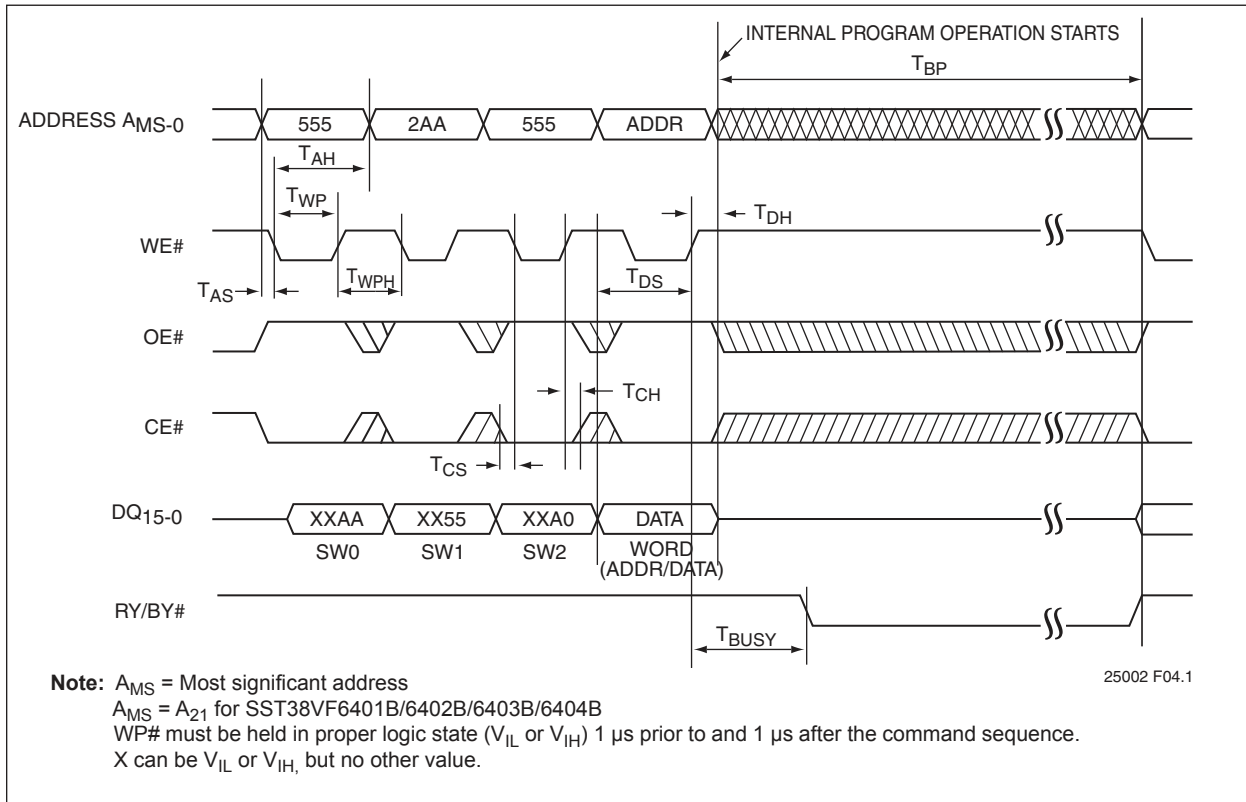 INTERNAL PROGRAM OPERATION STARTS
TBP
ADDRESS AMS-0
555
2AA
555
ADDR
TAH
TWP
TDH
WE#
TAS
TWPH
TDS
OE#
TCH
CE#
TCS
DQ15-0
XXAA
XX55
XXA0
DATA
SW0
SW1
SW2
WORD
(ADDR/DATA)
RY/BY#
TBUSY
25002 F04.1
Note: AMS = Most significant address
AMS = A21 for SST38VF6401B/6402B/6403B/6404B
WP# must be held in proper logic state (VIL or VIH) 1 µs prior to and 1 µs after the command sequence.
X can be VIL or VIH, but no other value.